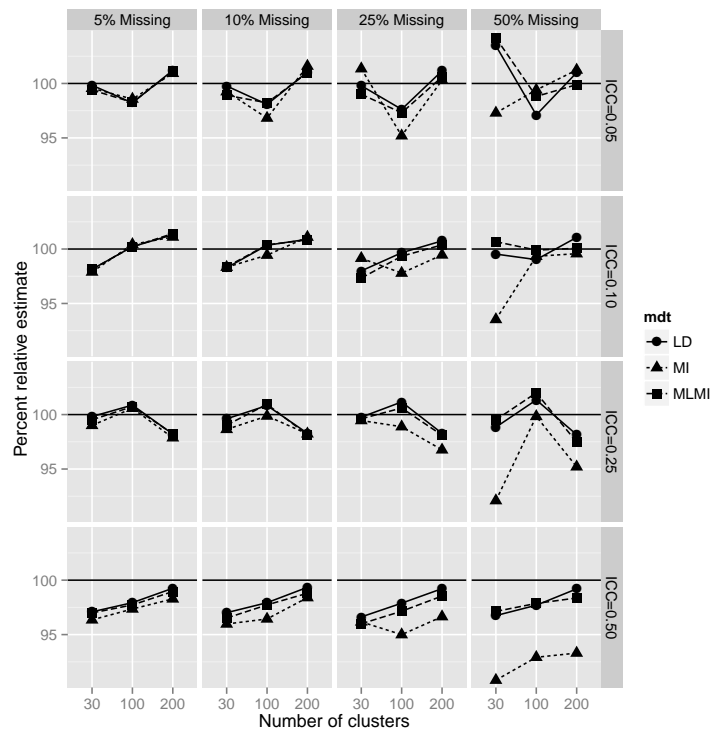 5% Missing 10% Missing 25% Missing 50% Missing
100
95
ICC=0.05
100
95
ICC=0.10
100
95
ICC=0.25
100
95
ICC=0.50
Percent relative estimate
30 100 200 30 100 200 30 100 200 30 100 200
Number of clusters
mdt
LD
MI
MLMI